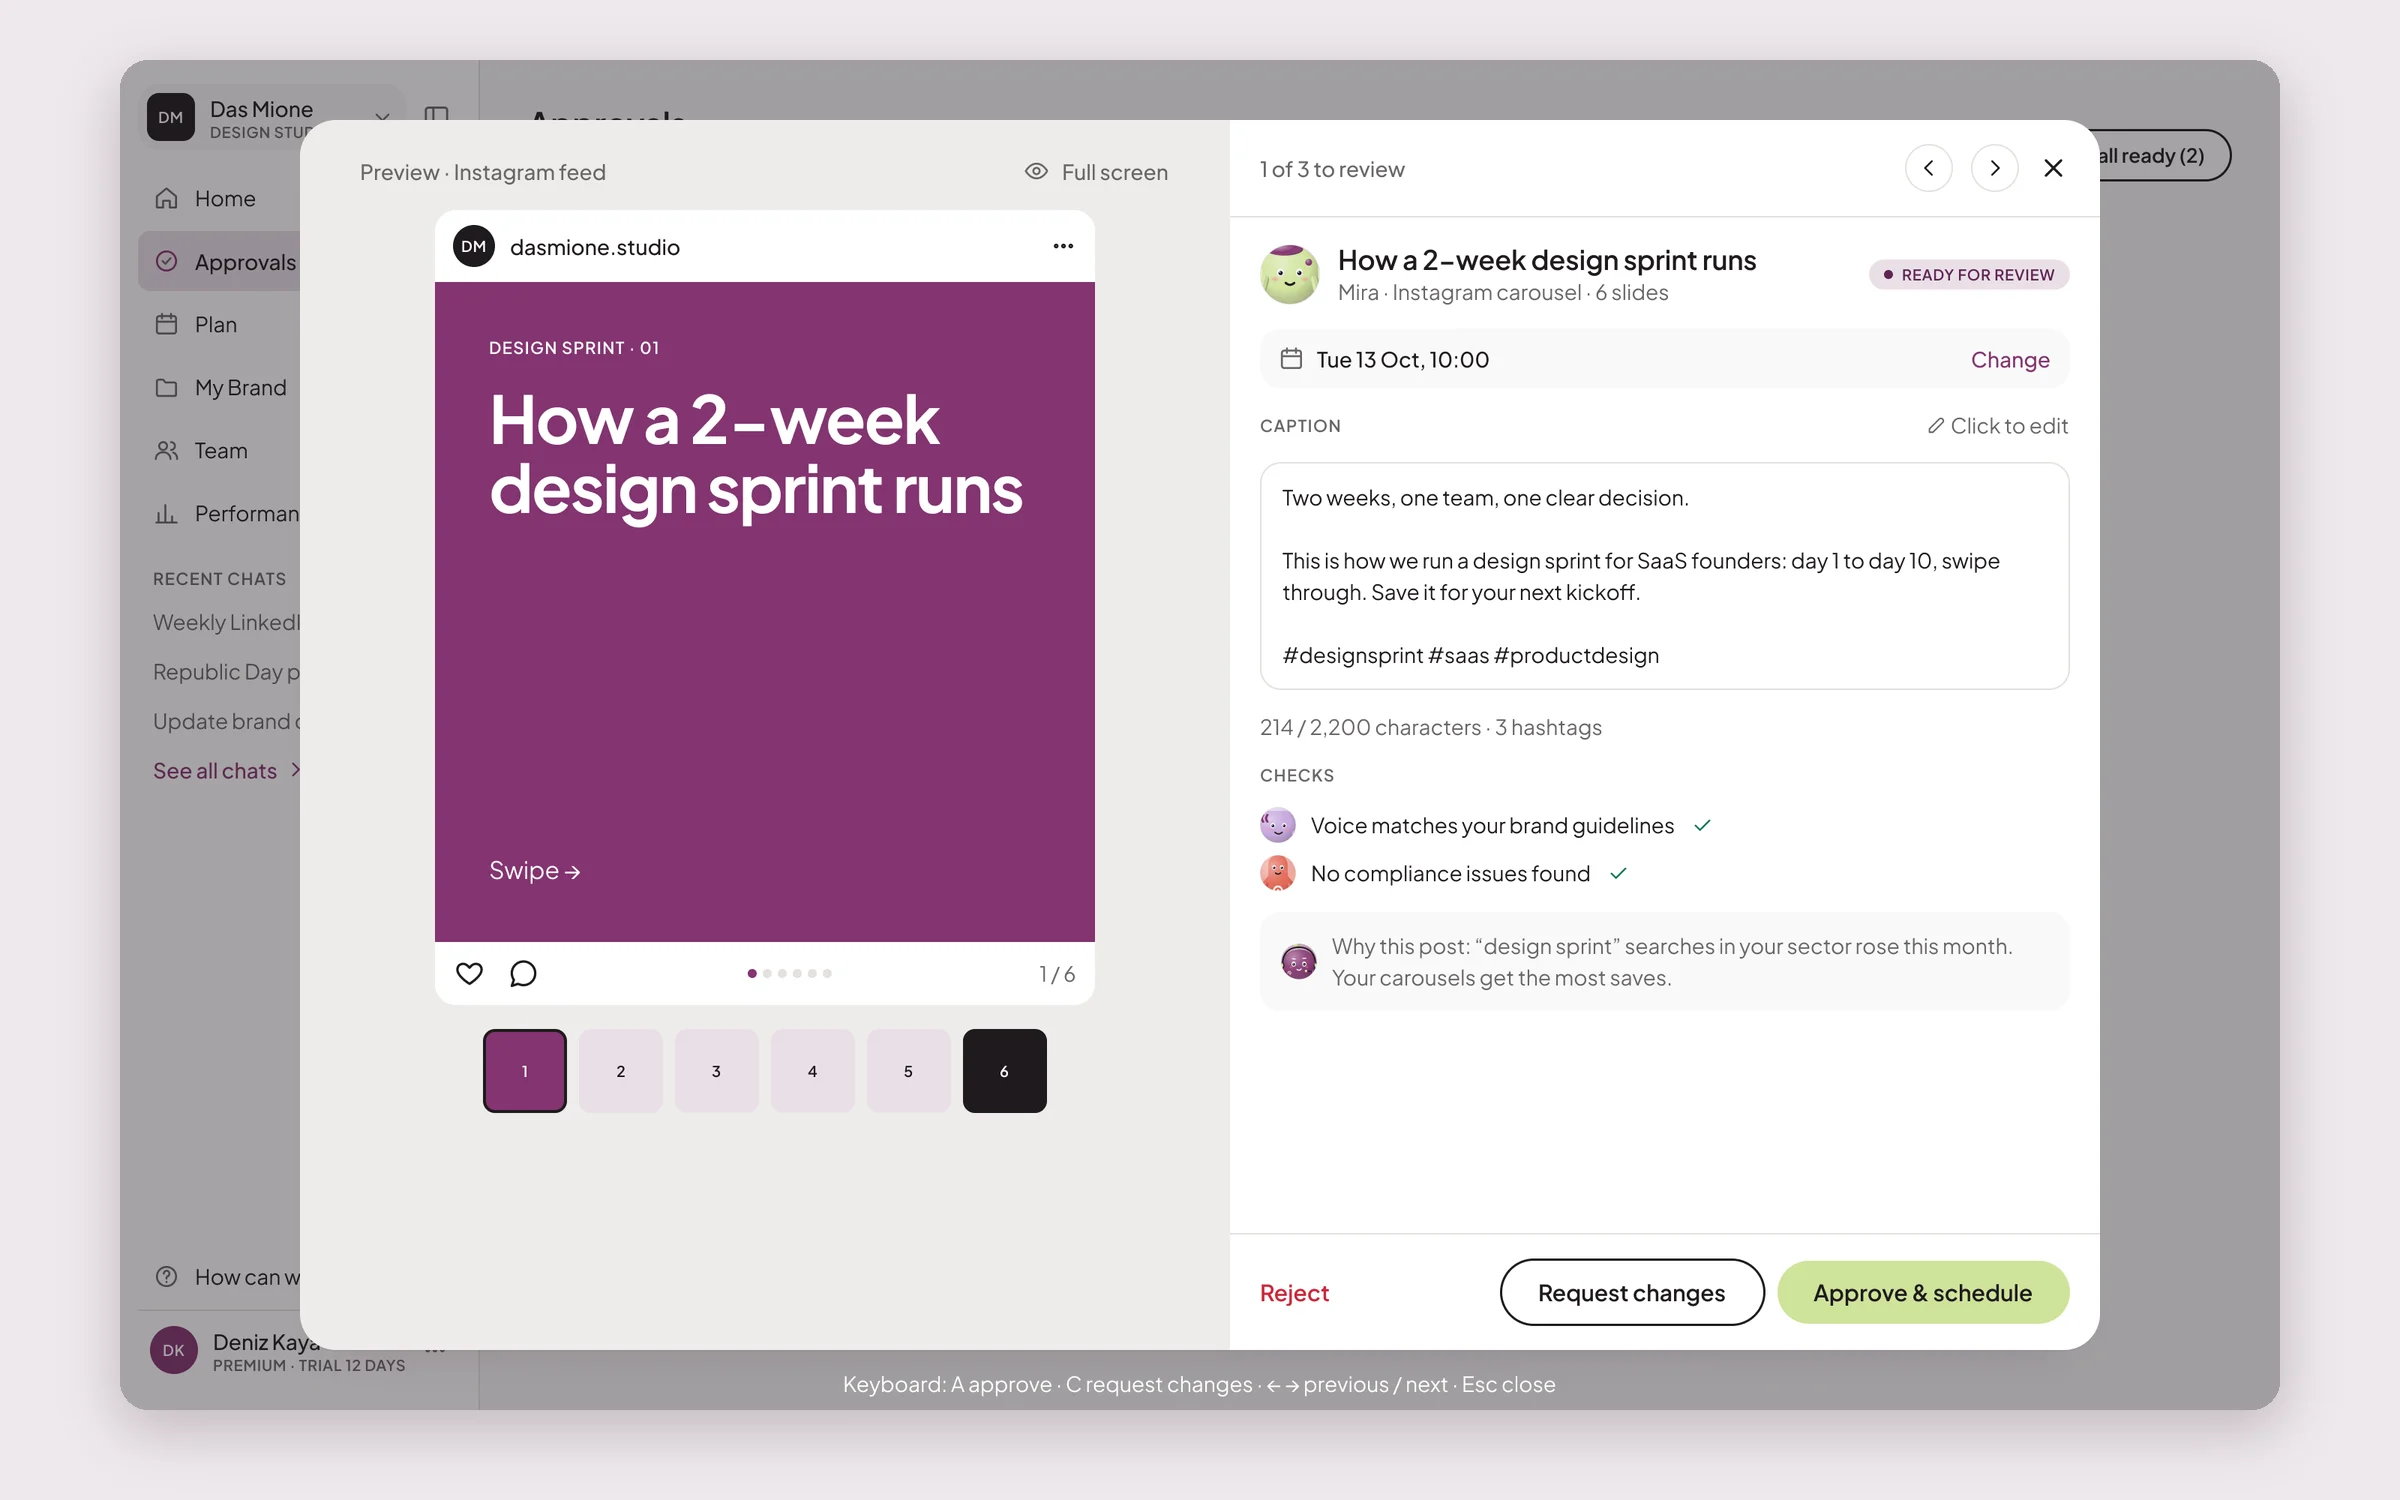 DM
Das Mione
DESIGN STUD
Home
Approvals
Plan
My Brand
Team
Performan
RECENT CHATS
Weekly LinkedI
Republic Day p
Update brand
See all chats
How can w
DK
Deniz Kaya
PREMIUM · TRIAL 12 DAYS
Approvals
all ready (2)
Preview · Instagram feed
Full screen
DM
dasmione.studio
DESIGN SPRINT · 01
How a 2-week
design sprint runs
Swipe →
1 / 6
1
2
3
4
5
6
1 of 3 to review
How a 2-week design sprint runs
Mira · Instagram carousel · 6 slides
READY FOR REVIEW
Tue 13 Oct, 10:00
Change
CAPTION
Click to edit
Two weeks, one team, one clear decision.
This is how we run a design sprint for SaaS founders: day 1 to day 10, swipe
through. Save it for your next kickoff.
#designsprint #saas #productdesign
214 / 2,200 characters · 3 hashtags
CHECKS
Voice matches your brand guidelines
No compliance issues found
Why this post: “design sprint” searches in your sector rose this month.
Your carousels get the most saves.
Reject
Request changes
Approve & schedule
Keyboard: A approve · C request changes · ← → previous / next · Esc close